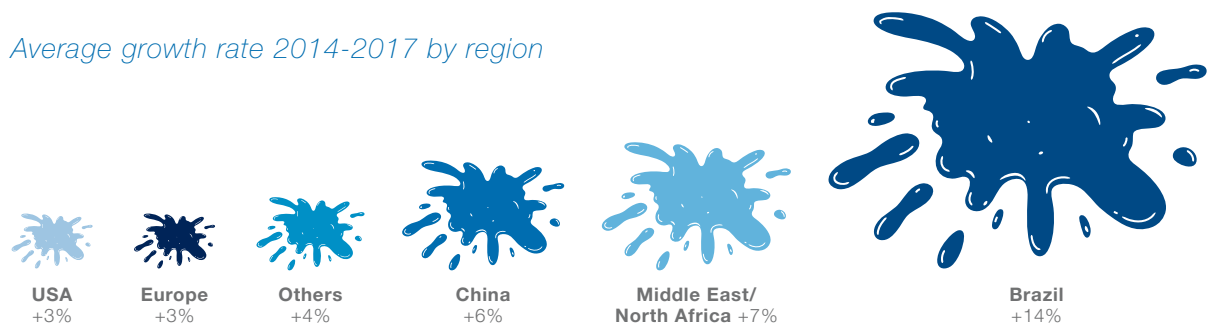 Average growth rate 2014-2017 by region
USA
+3%
Europe
+3%
Others
+4%
China
+6%
Middle East/
North Africa +7%
Brazil
+14%